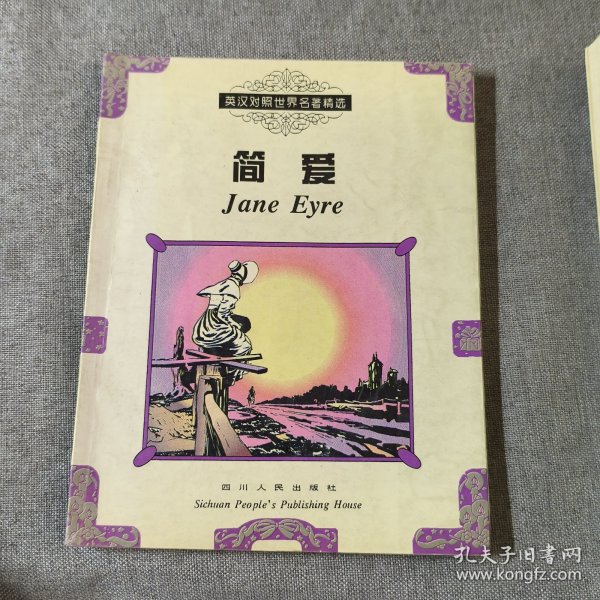 英汉对照世界名著精选
简 爱
Jane Eyre
四川人民出版社
Sichuan People's Publishing House
孔夫子旧书网
www.kongfz.com